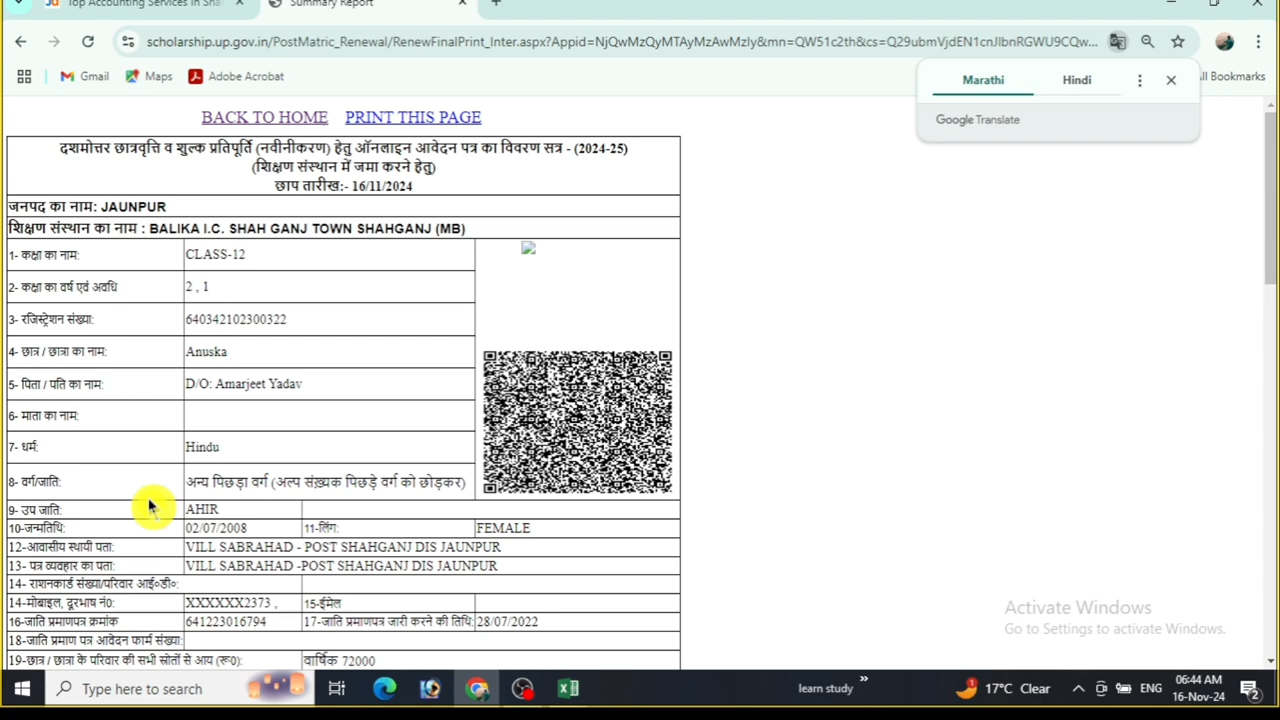 Top Accounting Services in Sha
Summary Report
scholarship.up.gov.in/PostMatric_Renewal/RenewFinalPrint_Inter.aspx?Appid=NjQwMzQyMTAyMzAwMzIy&mn=QW51c2th&cs=Q29ubmVjdEN1cnJlbnRGWU9CQw...
Gmail Maps Adobe Acrobat All Bookmarks
Marathi Hindi
Google Translate
BACK TO HOME PRINT THIS PAGE
दशमोत्तर छात्रवृत्ति व शुल्क प्रतिपूर्ति (नवीनीकरण) हेतु ऑनलाइन आवेदन पत्र का विवरण सत्र - (2024-25)
(शिक्षण संस्थान में जमा करने हेतु)
छाप तारीख:- 16/11/2024
जनपद का नाम: JAUNPUR
शिक्षण संस्थान का नाम : BALIKA I.C. SHAH GANJ TOWN SHAHGANJ (MB)
1- कक्षा का नाम: CLASS-12
2- कक्षा का वर्ष एवं अवधि 2 , 1
3- रजिस्ट्रेशन संख्या: 640342102300322
4- छात्र / छात्रा का नाम: Anuska
5- पिता / पति का नाम: D/O: Amarjeet Yadav
6- माता का नाम:
7- धर्म: Hindu
8- वर्ग/जाति: अन्य पिछड़ा वर्ग (अल्प संख़्यक पिछड़े वर्ग को छोड़कर)
9- उप जाति: AHIR
10-जन्मतिथि: 02/07/2008 11-लिंग: FEMALE
12-आवासीय स्थायी पता: VILL SABRAHAD - POST SHAHGANJ DIS JAUNPUR
13- पत्र व्यवहार का पता: VILL SABRAHAD -POST SHAHGANJ DIS JAUNPUR
14- राशनकार्ड संख्या/परिवार आई०डी०:
14-मोबाइल, दूरभाष नं0: XXXXXX2373 , 15-ईमेल
16-जाति प्रमाणपत्र क्रमांक 641223016794 17-जाति प्रमाणपत्र जारी करने की तिथि: 28/07/2022
18-जाति प्रमाण पत्र आवेदन फार्म संख्या:
19-छात्र / छात्रा के परिवार की सभी स्रोतों से आय (रू0) वार्षिक 72000
Activate Windows
Go to Settings to activate Windows.
Type here to search learn study 17°C Clear ENG 06:44 AM
16-Nov-24 2